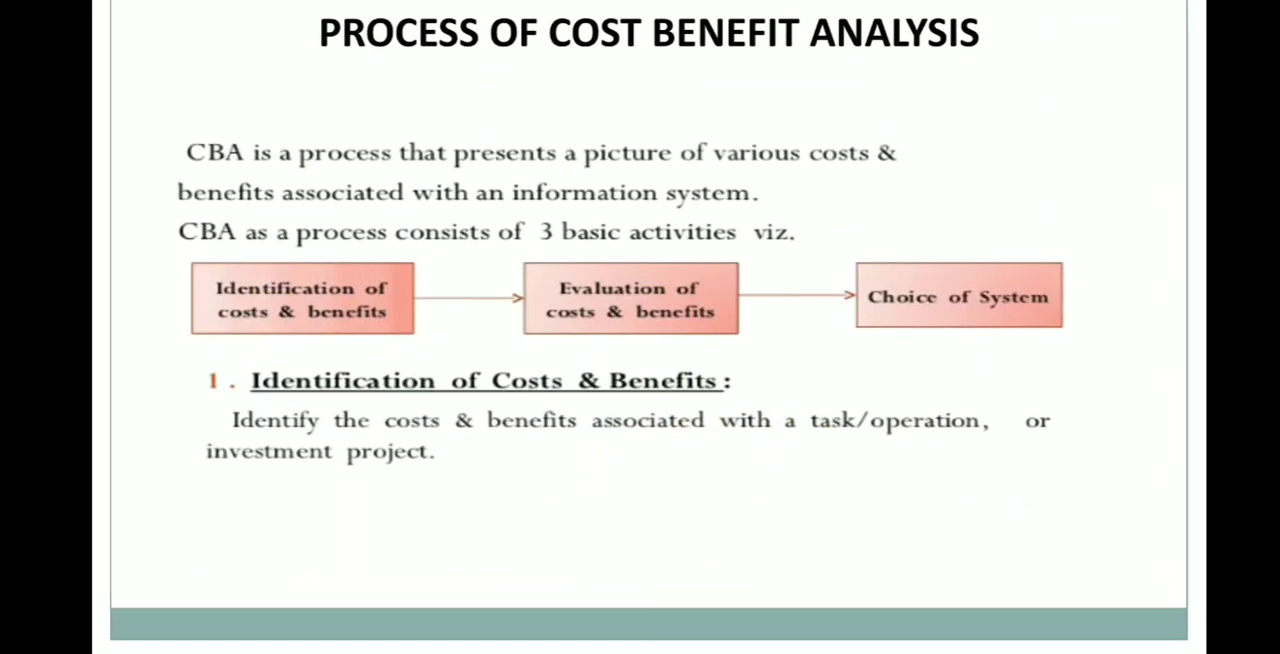 PROCESS OF COST BENEFIT ANALYSIS
CBA is a process that presents a picture of various costs &
benefits associated with an information system.
CBA as a process consists of 3 basic activities viz.
Identification of
costs & benefits
Evaluation of
costs & benefits
Choice of System
1. Identification of Costs & Benefits:
Identify the costs & benefits associated with a task/operation, or
investment project.